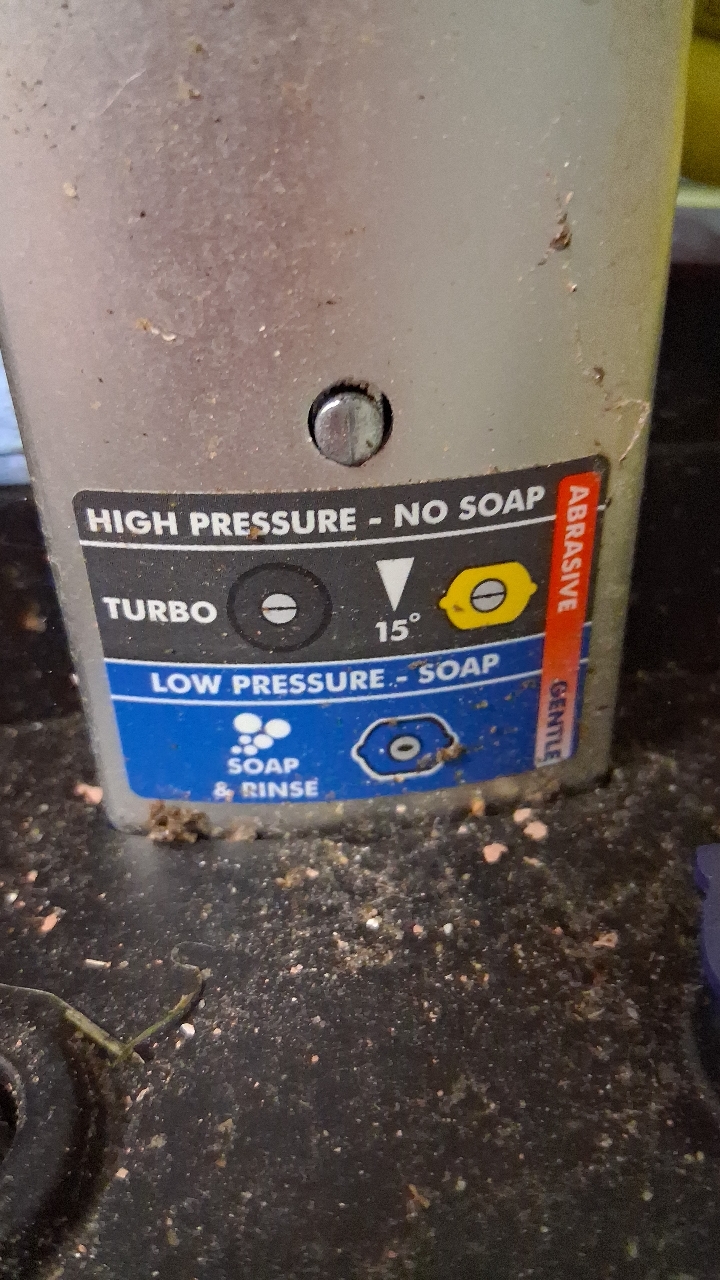 HIGH PRESSURE - NO SOAP
TURBO
15°
LOW PRESSURE - SOAP
SOAP
& RINSE
ABRASIVE
GENTLE